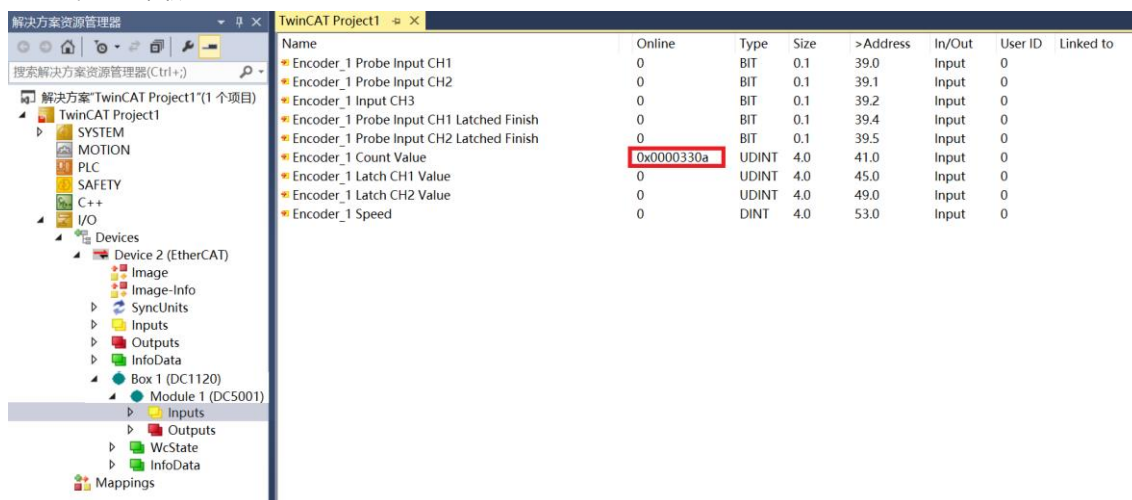 解决方案资源管理器
搜索解决方案资源管理器(Ctrl+;)
解决方案"TwinCAT Project1"(1 个项目)
TwinCAT Project1
SYSTEM
MOTION
PLC
SAFETY
C++
I/O
Devices
Device 2 (EtherCAT)
Image
Image-Info
SyncUnits
Inputs
Outputs
InfoData
Box 1 (DC1120)
Module 1 (DC5001)
Inputs
Outputs
WcState
InfoData
Mappings
TwinCAT Project1
Name Online Type Size >Address In/Out User ID Linked to
Encoder_1 Probe Input CH1 0 BIT 0.1 39.0 Input 0
Encoder_1 Probe Input CH2 0 BIT 0.1 39.1 Input 0
Encoder_1 Input CH3 0 BIT 0.1 39.2 Input 0
Encoder_1 Probe Input CH1 Latched Finish 0 BIT 0.1 39.4 Input 0
Encoder_1 Probe Input CH2 Latched Finish 0 BIT 0.1 39.5 Input 0
Encoder_1 Count Value 0x0000330a UDINT 4.0 41.0 Input 0
Encoder_1 Latch CH1 Value 0 UDINT 4.0 45.0 Input 0
Encoder_1 Latch CH2 Value 0 UDINT 4.0 49.0 Input 0
Encoder_1 Speed 0 DINT 4.0 53.0 Input 0